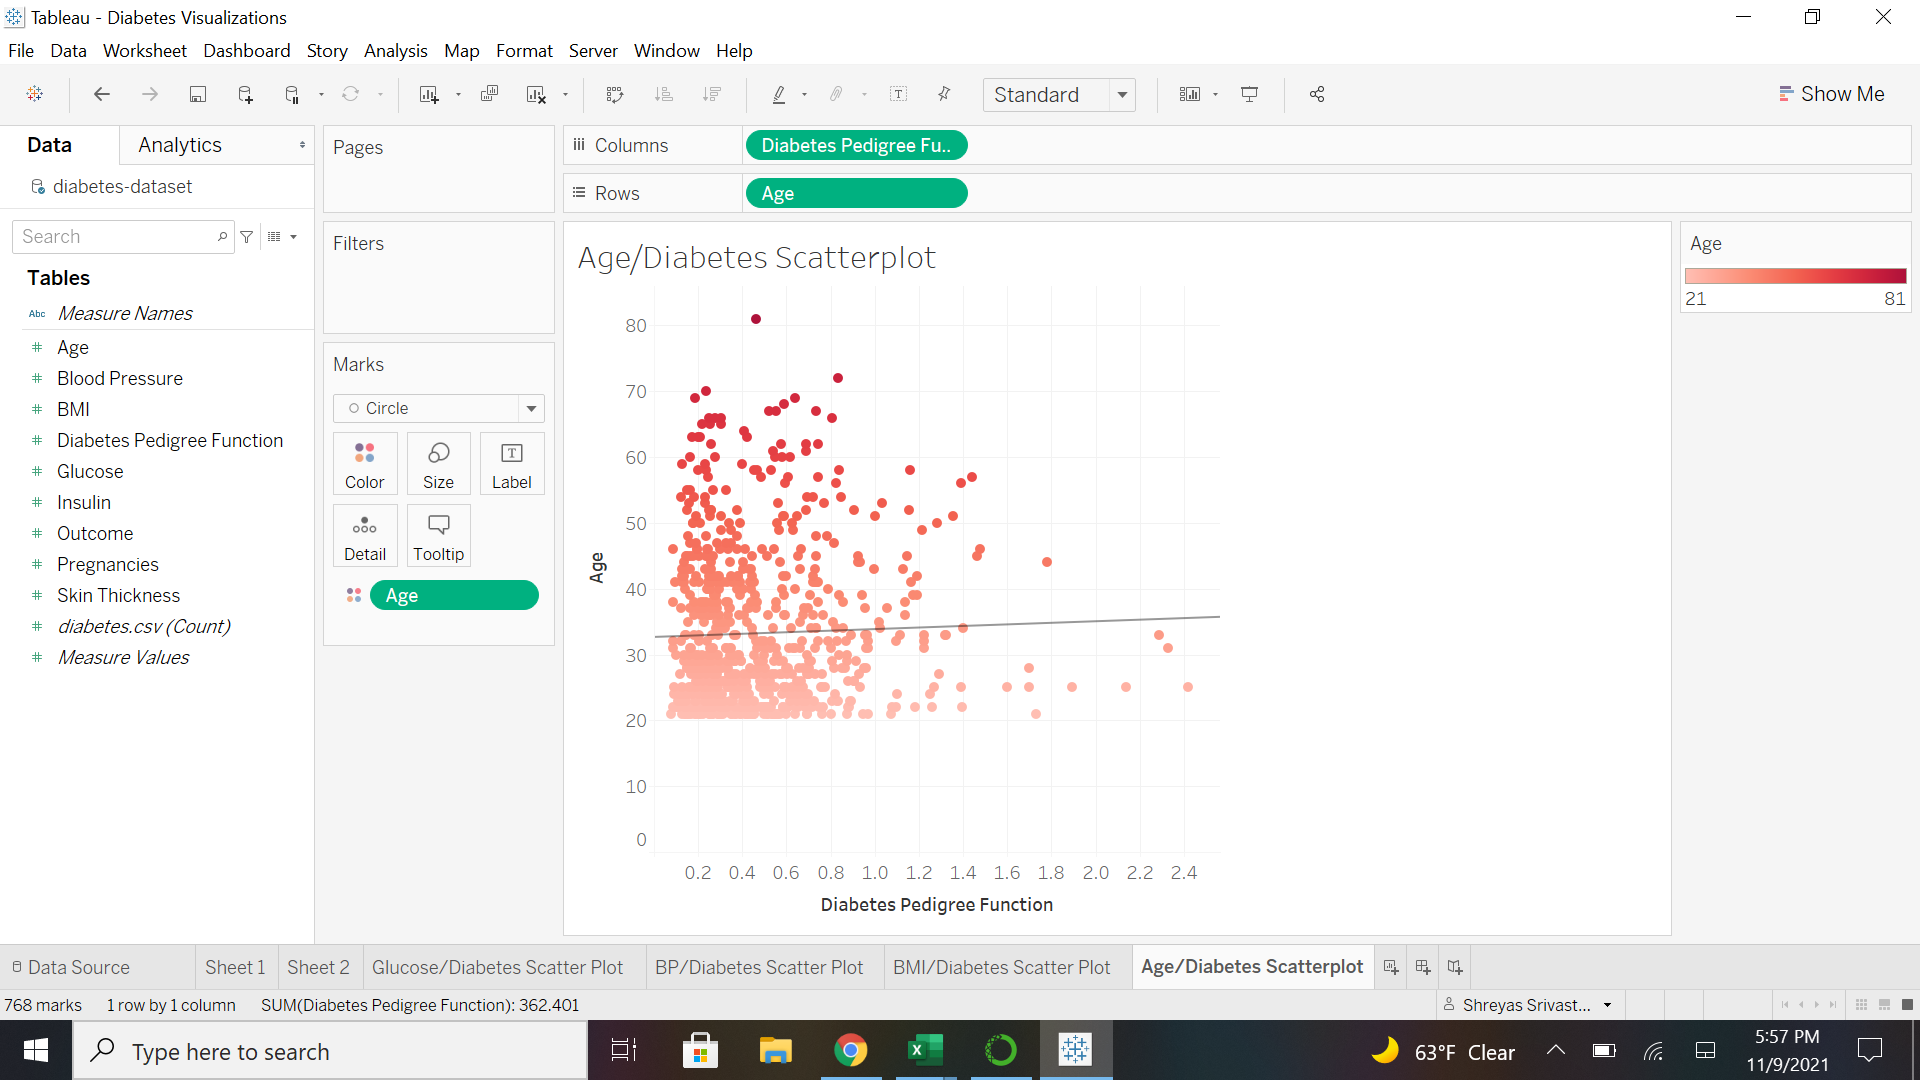 Tableau - Diabetes Visualizations
File Data Worksheet Dashboard Story Analysis Map Format Server Window Help
Standard
Show Me
Data
Analytics
diabetes-dataset
Search
Tables
Abc Measure Names
# Age
# Blood Pressure
# BMI
# Diabetes Pedigree Function
# Glucose
# Insulin
# Outcome
# Pregnancies
# Skin Thickness
# diabetes.csv (Count)
# Measure Values
Pages
Filters
Marks
Circle
Color
Size
Label
Detail
Tooltip
Age
Columns
Diabetes Pedigree Fu..
Rows
Age
Age/Diabetes Scatterplot
80
70
60
50
40
30
20
10
0
Age
0.2 0.4 0.6 0.8 1.0 1.2 1.4 1.6 1.8 2.0 2.2 2.4
Diabetes Pedigree Function
Age
21 81
Data Source
Sheet 1
Sheet 2
Glucose/Diabetes Scatter Plot
BP/Diabetes Scatter Plot
BMI/Diabetes Scatter Plot
Age/Diabetes Scatterplot
768 marks 1 row by 1 column SUM(Diabetes Pedigree Function): 362.401
Shreyas Srivast...
Type here to search
63°F Clear
5:57 PM
11/9/2021